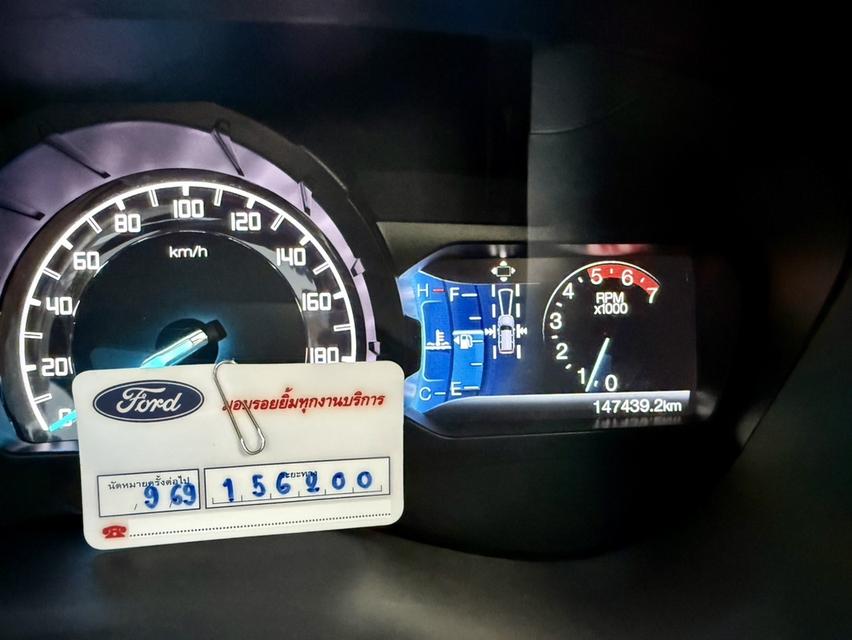 0 20 40 60 80 100 120 140 160 180
km/h
H F
C E
0 1 2 3 4 5 6 7
RPM
x1000
147439.2km
Ford
มอบรอยยิ้มทุกงานบริการ
นัดหมายครั้งต่อไป ระยะทาง
/ 9 / 69 156200